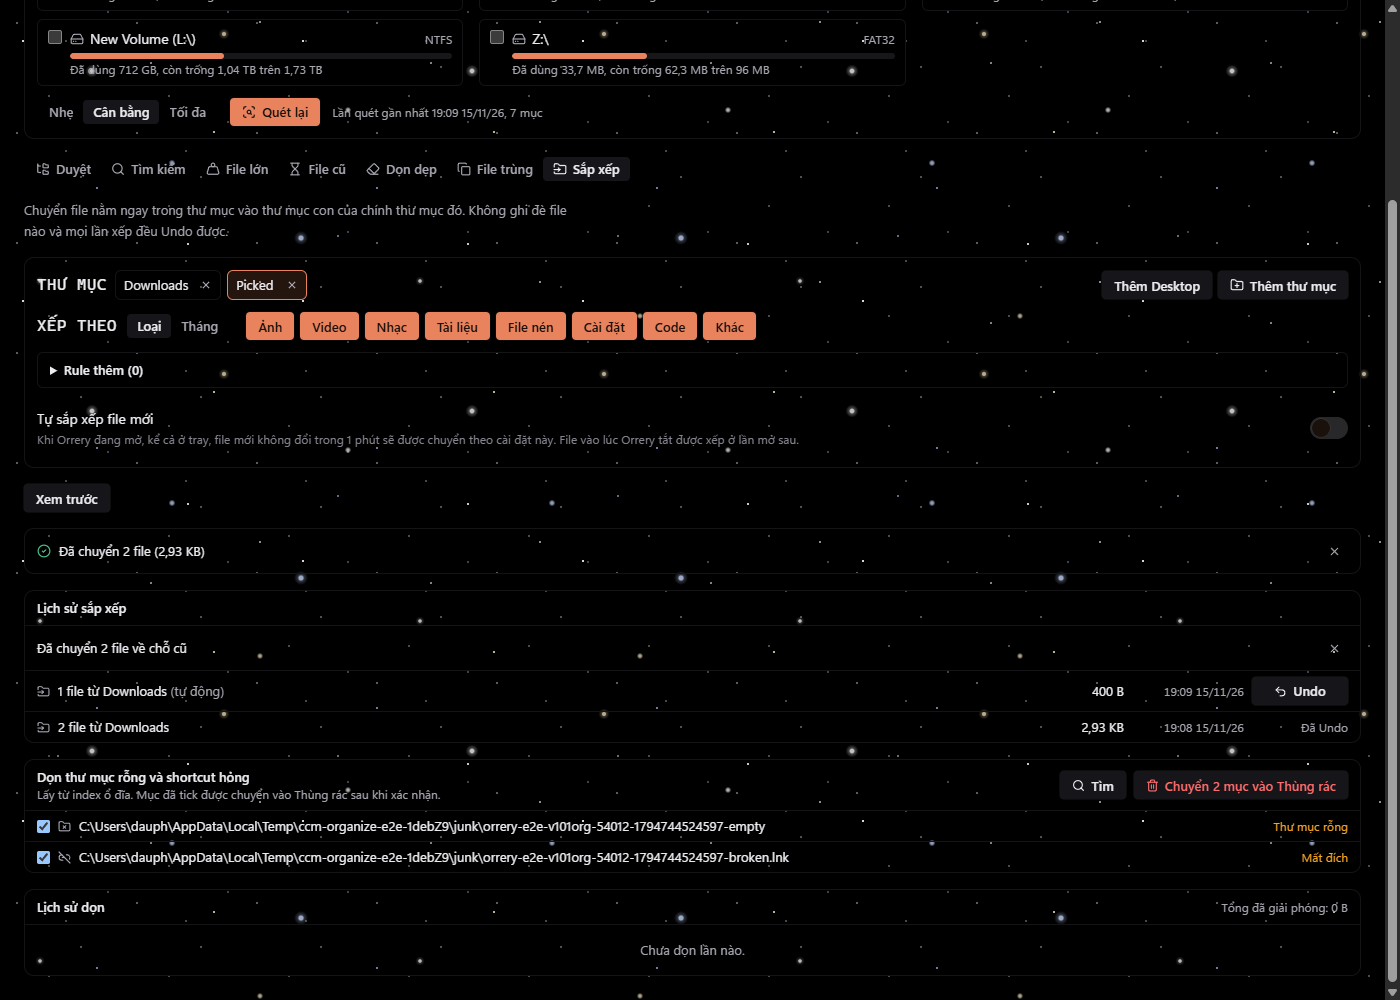 New Volume (L:\) NTFS
Đã dùng 712 GB, còn trống 1,04 TB trên 1,73 TB
Z:\ FAT32
Đã dùng 33,7 MB, còn trống 62,3 MB trên 96 MB
Nhẹ Cân bằng Tối đa Quét lại Lần quét gần nhất 19:09 15/11/26, 7 mục
Duyệt Tìm kiếm File lớn File cũ Dọn dẹp File trùng Sắp xếp
Chuyển file nằm ngay trong thư mục vào thư mục con của chính thư mục đó. Không ghi đè file
nào và mọi lần xếp đều Undo được.
THƯ MỤC Downloads Picked Thêm Desktop Thêm thư mục
XẾP THEO Loại Tháng Ảnh Video Nhạc Tài liệu File nén Cài đặt Code Khác
Rule thêm (0)
Tự sắp xếp file mới
Khi Orrery đang mở, kể cả ở tray, file mới không đổi trong 1 phút sẽ được chuyển theo cài đặt này. File vào lúc Orrery tắt được xếp ở lần mở sau.
Xem trước
Đã chuyển 2 file (2,93 KB)
Lịch sử sắp xếp
Đã chuyển 2 file về chỗ cũ
1 file từ Downloads (tự động) 400 B 19:09 15/11/26 Undo
2 file từ Downloads 2,93 KB 19:08 15/11/26 Đã Undo
Dọn thư mục rỗng và shortcut hỏng
Lấy từ index ổ đĩa. Mục đã tick được chuyển vào Thùng rác sau khi xác nhận.
Tìm Chuyển 2 mục vào Thùng rác
C:\Users\dauph\AppData\Local\Temp\ccm-organize-e2e-1debZ9\junk\orrery-e2e-v101org-54012-1794744524597-empty Thư mục rỗng
C:\Users\dauph\AppData\Local\Temp\ccm-organize-e2e-1debZ9\junk\orrery-e2e-v101org-54012-1794744524597-broken.lnk Mất đích
Lịch sử dọn Tổng đã giải phóng: 0 B
Chưa dọn lần nào.